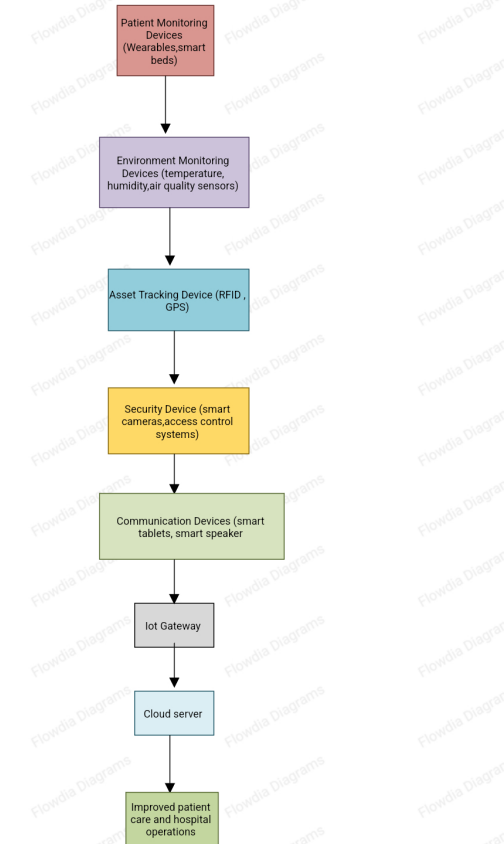 Patient Monitoring
Devices
(Wearables,smart
beds)
Environment Monitoring
Devices (temperature,
humidity,air quality sensors)
Asset Tracking Device (RFID ,
GPS)
Security Device (smart
cameras,access control
systems)
Communication Devices (smart
tablets, smart speaker
Iot Gateway
Cloud server
Improved patient
care and hospital
operations
Flowdia Diagrams